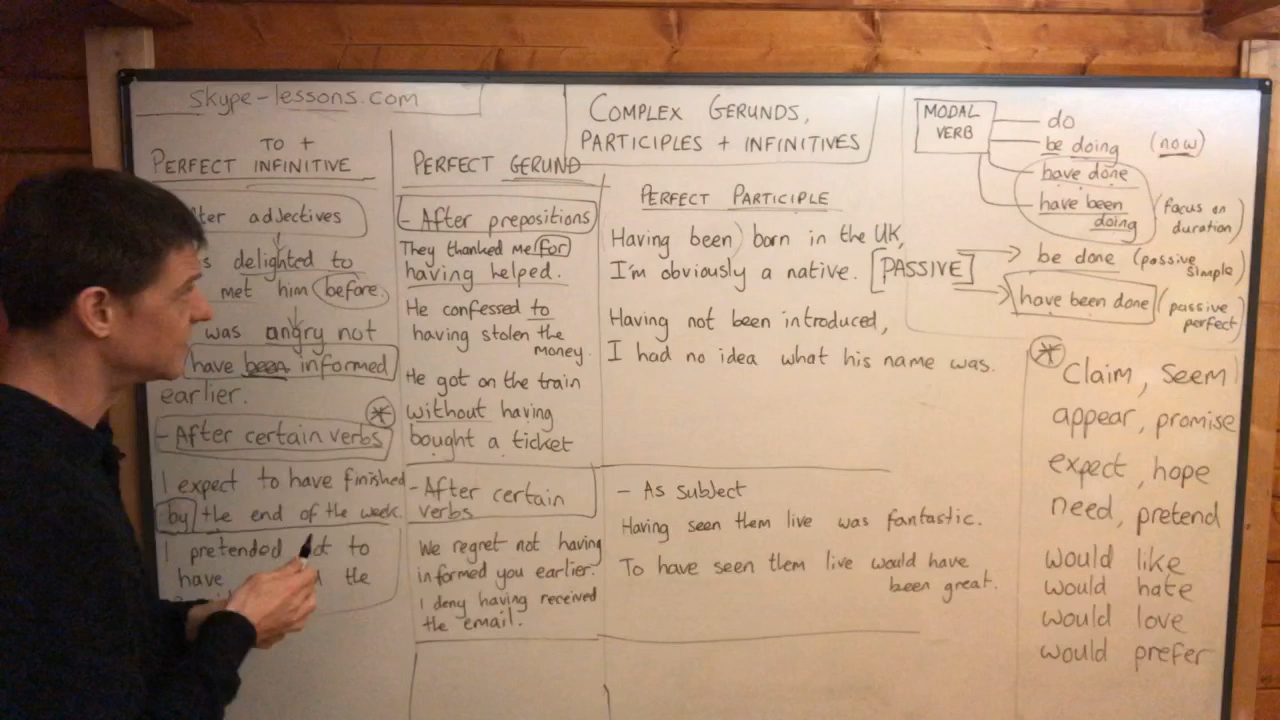 skype-lessons.com
COMPLEX GERUNDS,
PARTICIPLES + INFINITIVES
TO +
PERFECT INFINITIVE
adjectives
delighted to
met him before.
was angry not
have been informed
earlier.
- After certain verbs *
I expect to have finished
by the end of the week.
I pretended to
have the
PERFECT GERUND
- After prepositions
They thanked me for
having helped.
He confessed to
having stolen the
money.
He got on the train
without having
bought a ticket
- After certain
verbs
We regret not having
informed you earlier.
I deny having received
the email.
PERFECT PARTICIPLE
Having been born in the UK,
I'm obviously a native.
Having not been introduced,
I had no idea what his name was.
- As subject
Having seen them live was fantastic.
To have seen them live would have
been great.
MODAL
VERB
do
be doing (now)
have done
have been
doing
(focus on
duration)
[PASSIVE]
be done (passive
simple)
have been done (passive
perfect)
* Claim, seem
appear, promise
expect, hope
need, pretend
would like
would hate
would love
would prefer